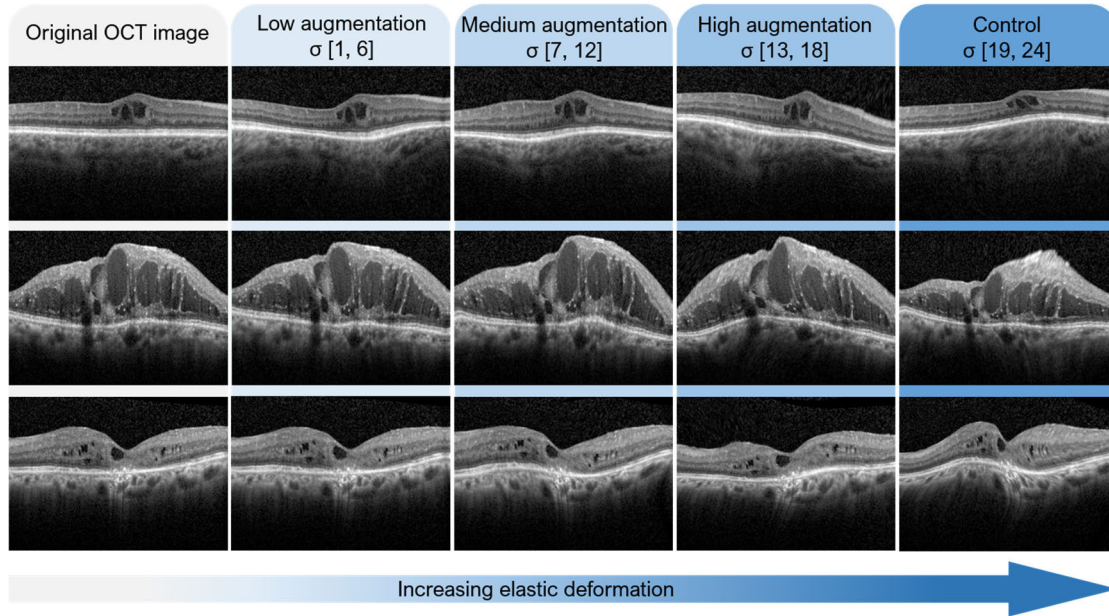 Original OCT image
Low augmentation
σ [1, 6]
Medium augmentation
σ [7, 12]
High augmentation
σ [13, 18]
Control
σ [19, 24]
Increasing elastic deformation